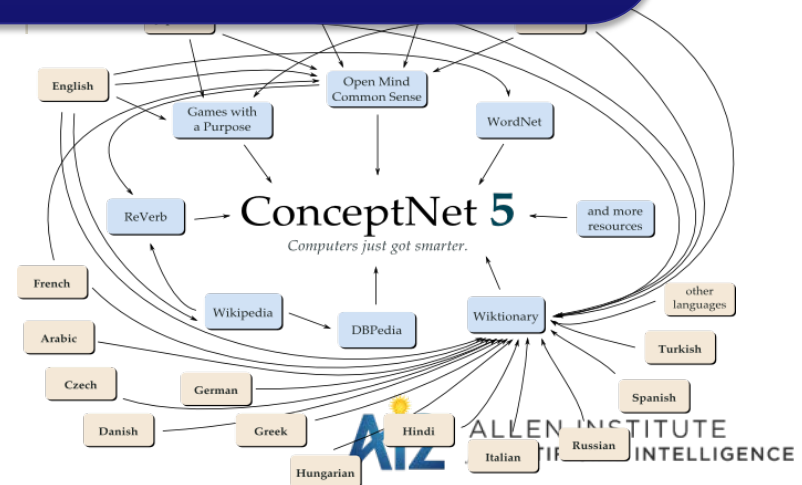 English
Open Mind
Common Sense
Games with
a Purpose
WordNet
ReVerb
ConceptNet 5
and more
resources
Computers just got smarter.
French
Wikipedia
DBPedia
Wiktionary
other
languages
Arabic
Turkish
Czech
German
Spanish
Danish
Greek
Hindi
ALLEN INSTITUTE
Russian
Italian
INTELLIGENCE
Hungarian